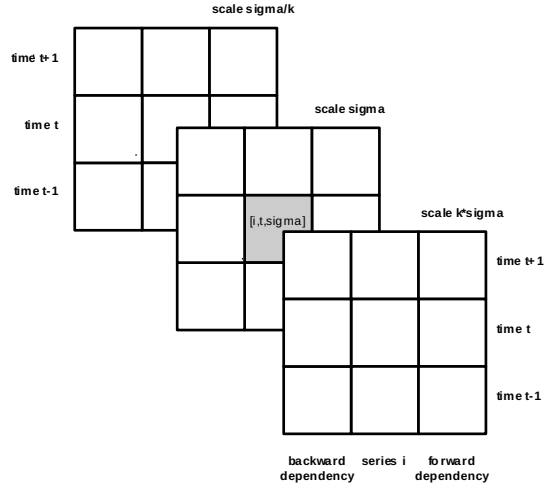 scale sigma/k
time t+1
scale sigma
time t
time t-1
scale k*sigma
[i,t,sigma]
time t+1
time t
time t-1
backward series i forward
dependency dependency